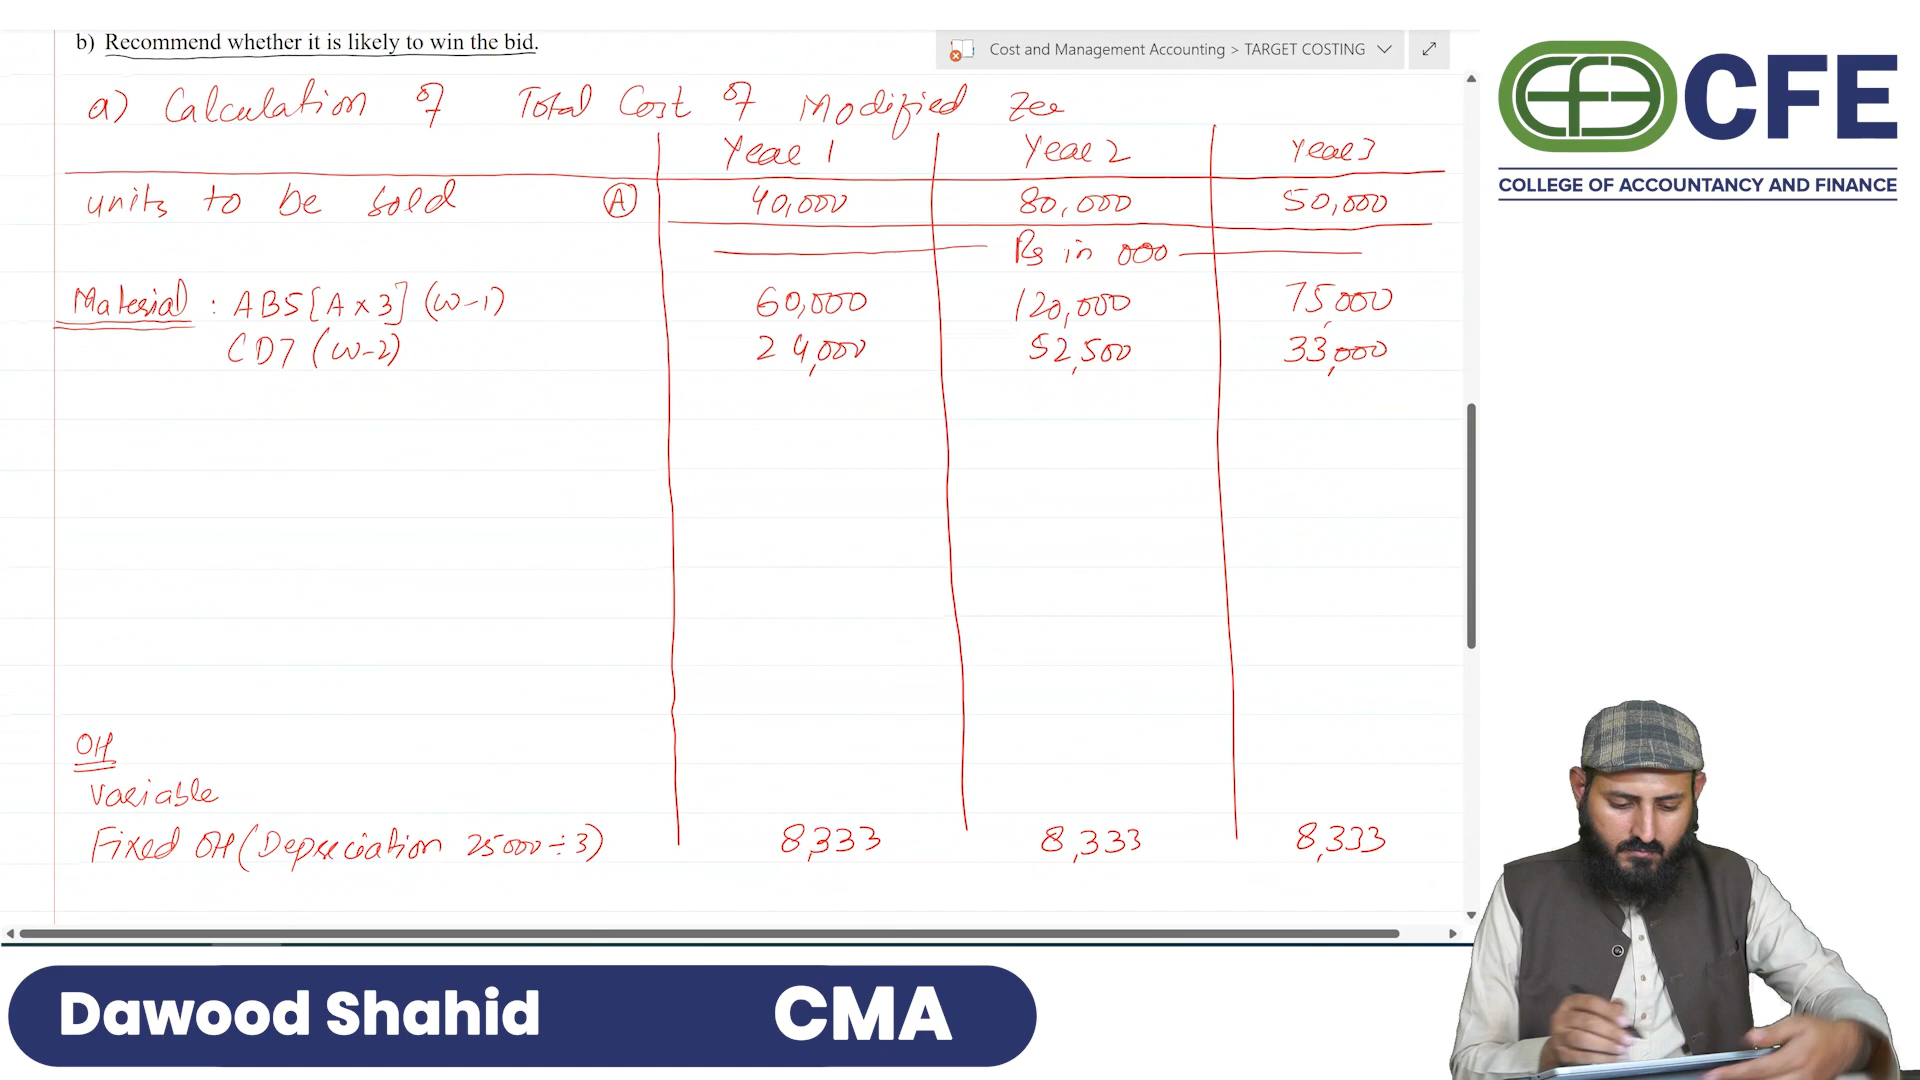 b) Recommend whether it is likely to win the bid.
Cost and Management Accounting > TARGET COSTING
CFE
COLLEGE OF ACCOUNTANCY AND FINANCE
a) Calculation of Total Cost of Modified Zee
Year 1 Year 2 Year 3
units to be sold (A) 40,000 80,000 50,000
Rs in 000
Material : AB5 [A x 3] (W-1) 60,000 120,000 75,000
CD7 (W-2) 24,000 52,500 33,000
OH
Variable
Fixed OH (Depreciation 25000 ÷ 3) 8,333 8,333 8,333
Dawood Shahid CMA